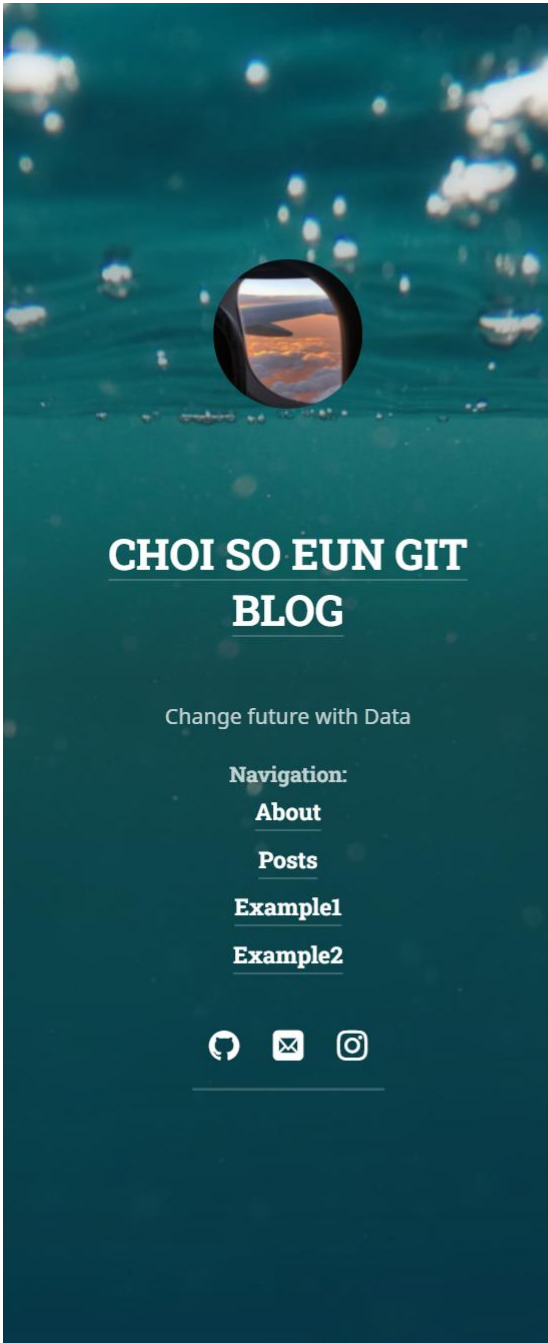 CHOI SO EUN GIT
BLOG
Change future with Data
Navigation:
About
Posts
Example1
Example2